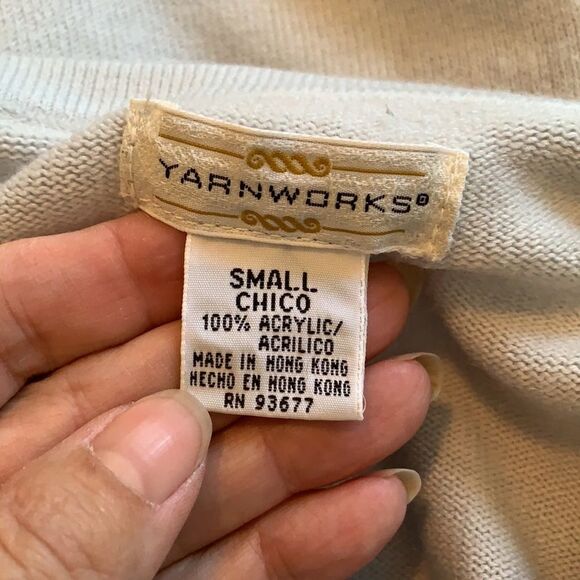 YARNWORKS®
SMALL
CHICO
100% ACRYLIC/
ACRILICO
MADE IN HONG KONG
HECHO EN HONG KONG
RN 93677